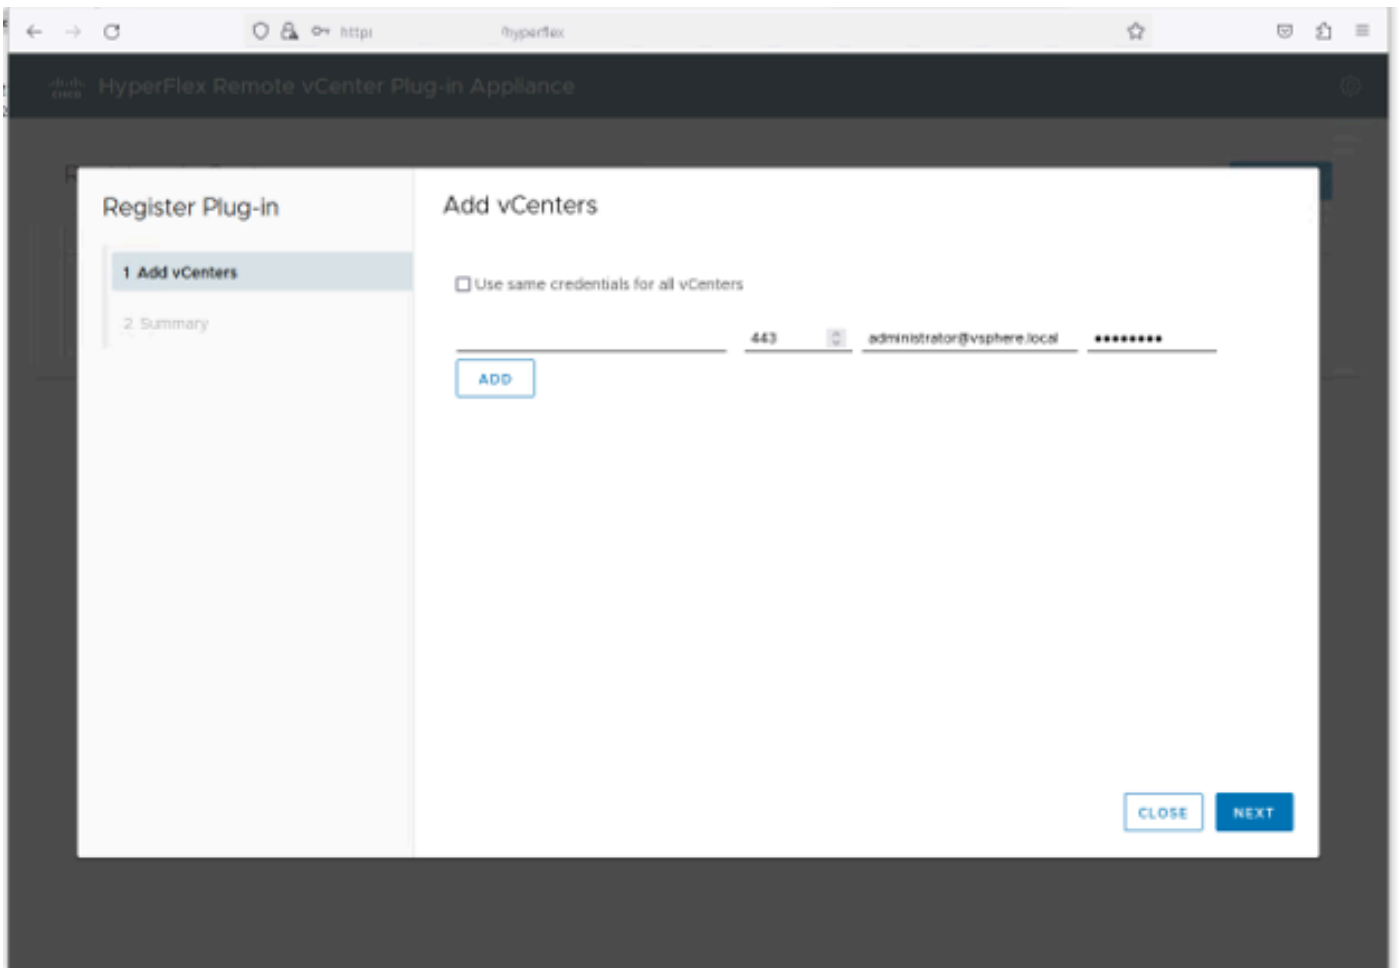 http:
/hyperflex
CISCO HyperFlex Remote vCenter Plug-in Appliance
Register Plug-in
Add vCenters
1 Add vCenters
2 Summary
Use same credentials for all vCenters
443
administrator@vsphere.local
••••••••
ADD
CLOSE
NEXT